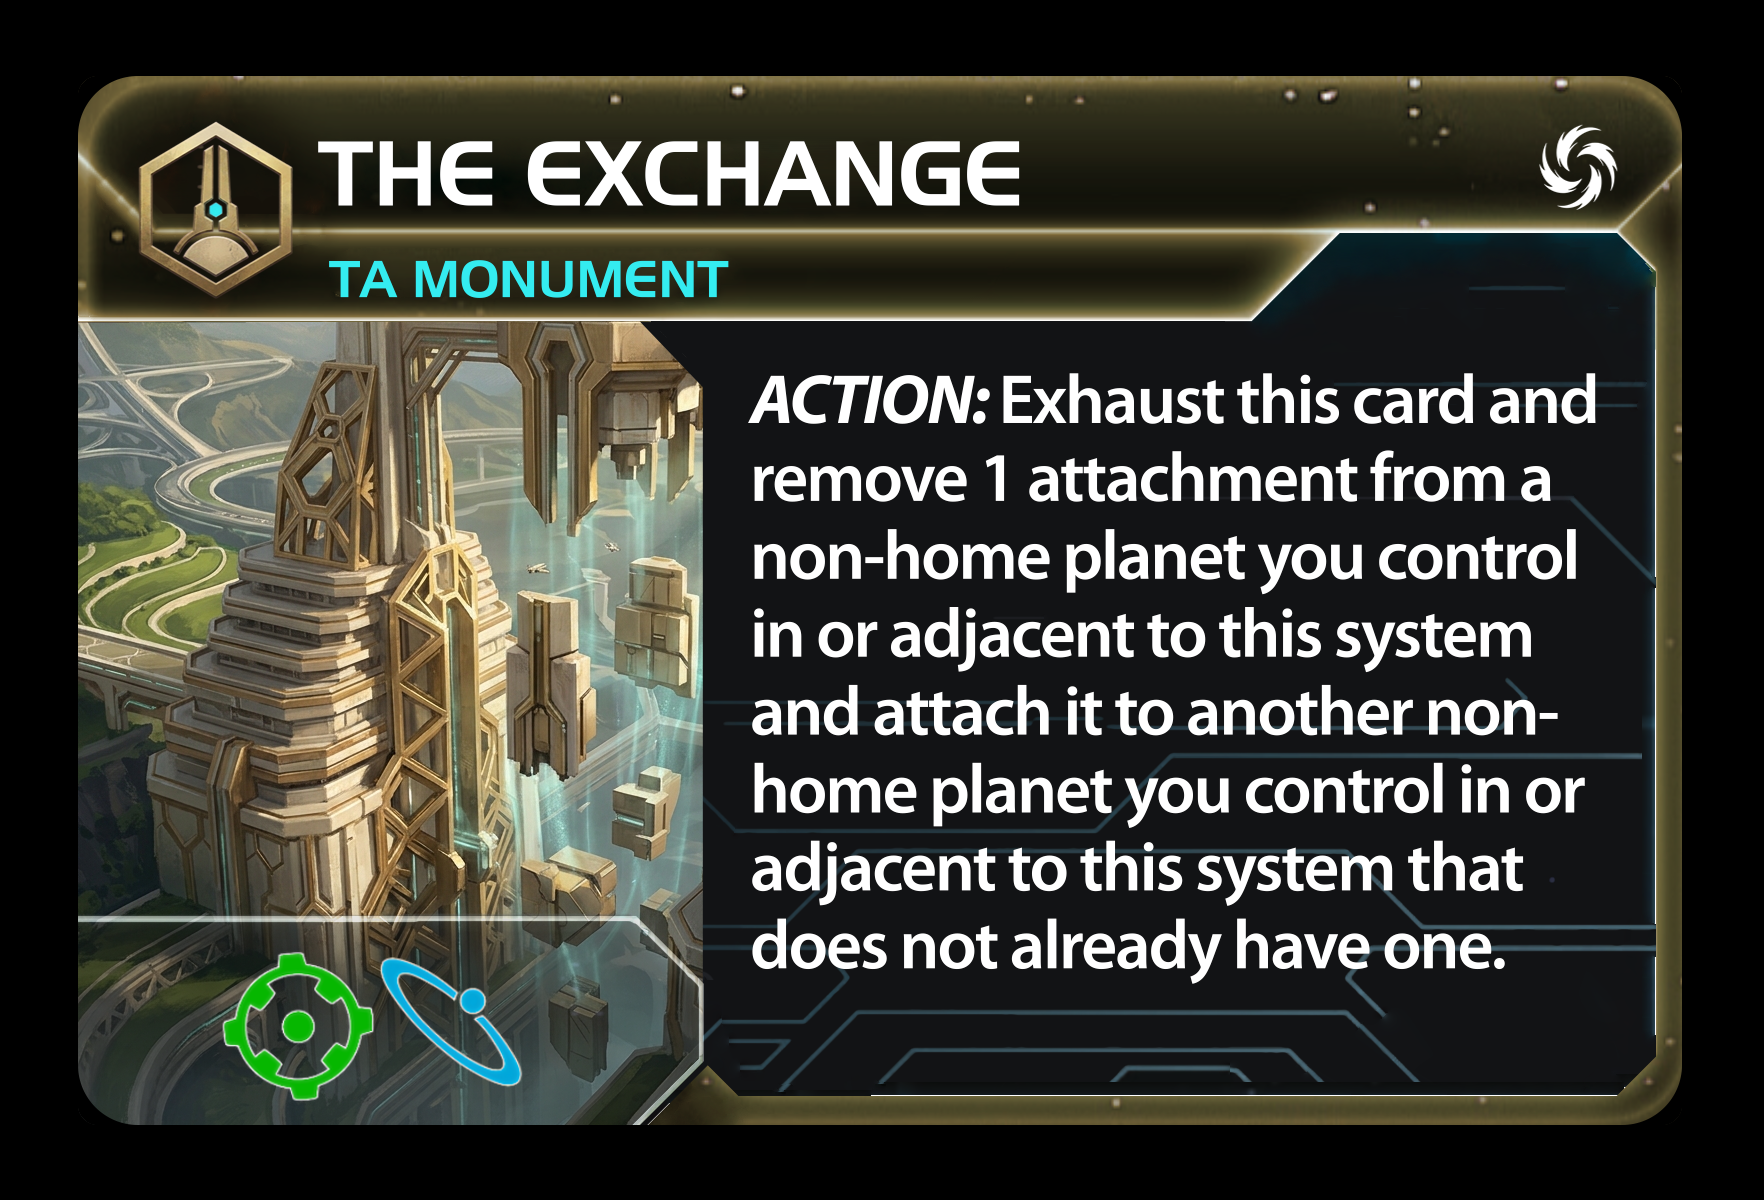 THE EXCHANGE
TA MONUMENT
ACTION: Exhaust this card and
remove 1 attachment from a
non-home planet you control
in or adjacent to this system
and attach it to another non-
home planet you control in or
adjacent to this system that
does not already have one.